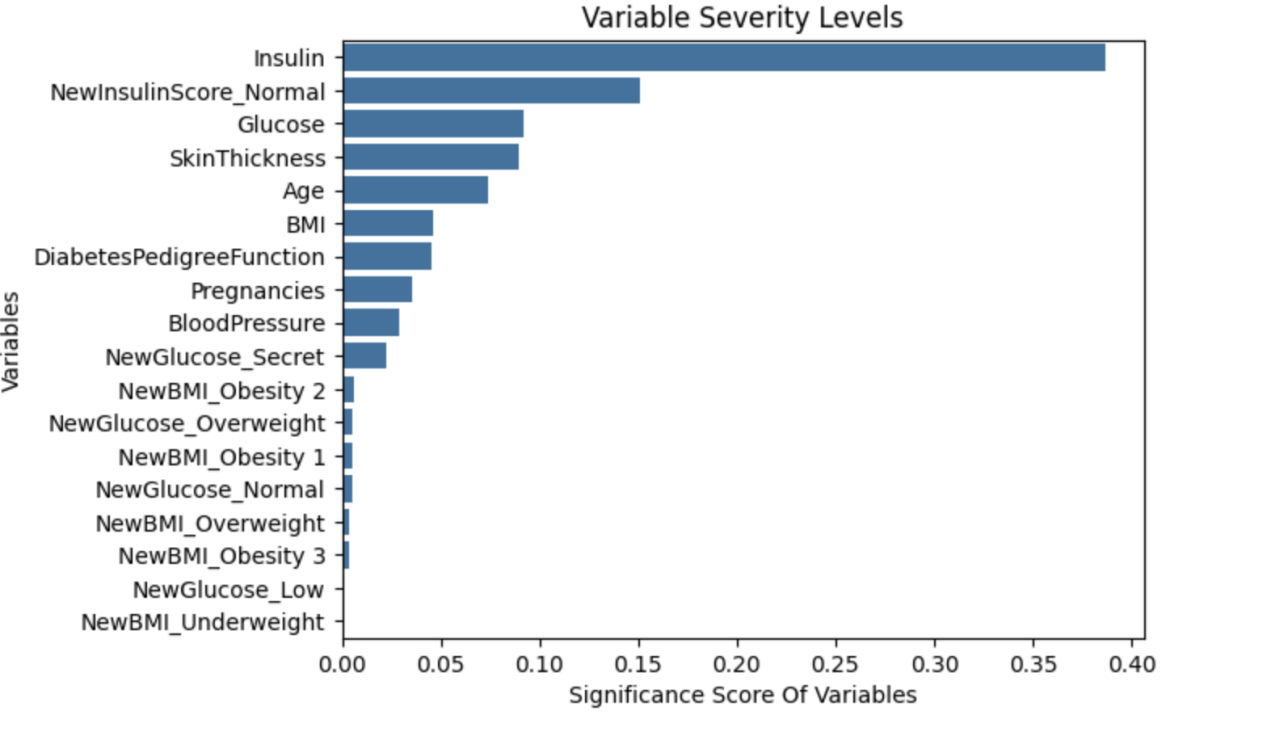 Variable Severity Levels
Insulin
NewInsulinScore_Normal
Glucose
SkinThickness
Age
BMI
DiabetesPedigreeFunction
Pregnancies
BloodPressure
NewGlucose_Secret
NewBMI_Obesity 2
NewGlucose_Overweight
NewBMI_Obesity 1
NewGlucose_Normal
NewBMI_Overweight
NewBMI_Obesity 3
NewGlucose_Low
NewBMI_Underweight
Variables
0.00 0.05 0.10 0.15 0.20 0.25 0.30 0.35 0.40
Significance Score Of Variables